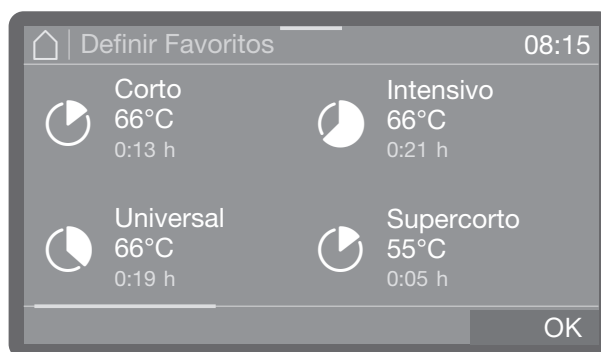 Definir Favoritos
08:15
Corto
66°C
0:13 h
Intensivo
66°C
0:21 h
Universal
66°C
0:19 h
Supercorto
55°C
0:05 h
OK